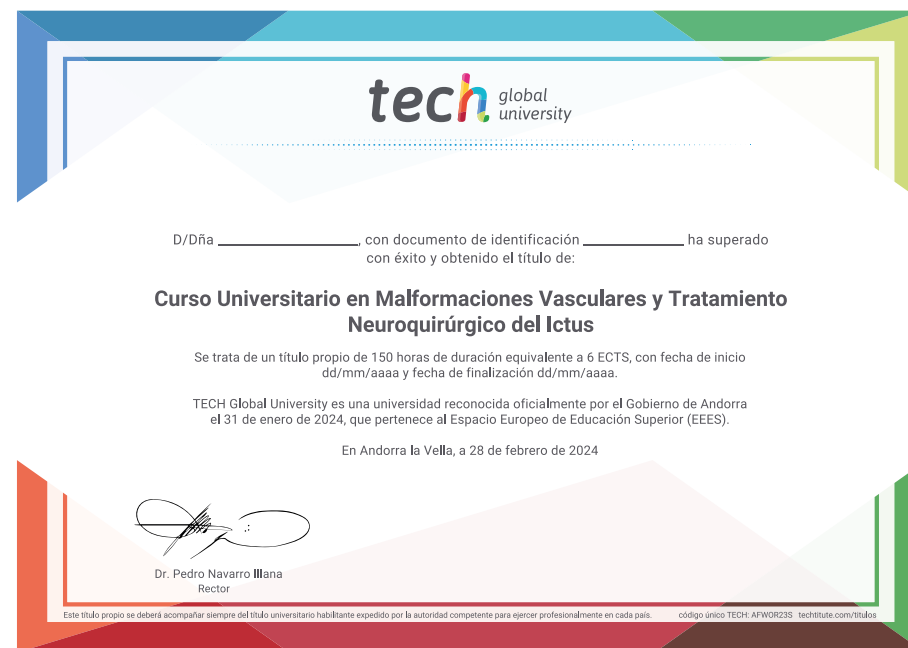 tech global
university
D/Dña ______________, con documento de identificación __________ ha superado
con éxito y obtenido el título de:
Curso Universitario en Malformaciones Vasculares y Tratamiento
Neuroquirúrgico del Ictus
Se trata de un título propio de 150 horas de duración equivalente a 6 ECTS, con fecha de inicio
dd/mm/aaaa y fecha de finalización dd/mm/aaaa.
TECH Global University es una universidad reconocida oficialmente por el Gobierno de Andorra
el 31 de enero de 2024, que pertenece al Espacio Europeo de Educación Superior (EEES).
En Andorra la Vella, a 28 de febrero de 2024
Dr. Pedro Navarro Illana
Rector
Este título propio se deberá acompañar siempre del título universitario habilitante expedido por la autoridad competente para ejercer profesionalmente en cada país. código único TECH: AFWOR23S techtitute.com/titulos